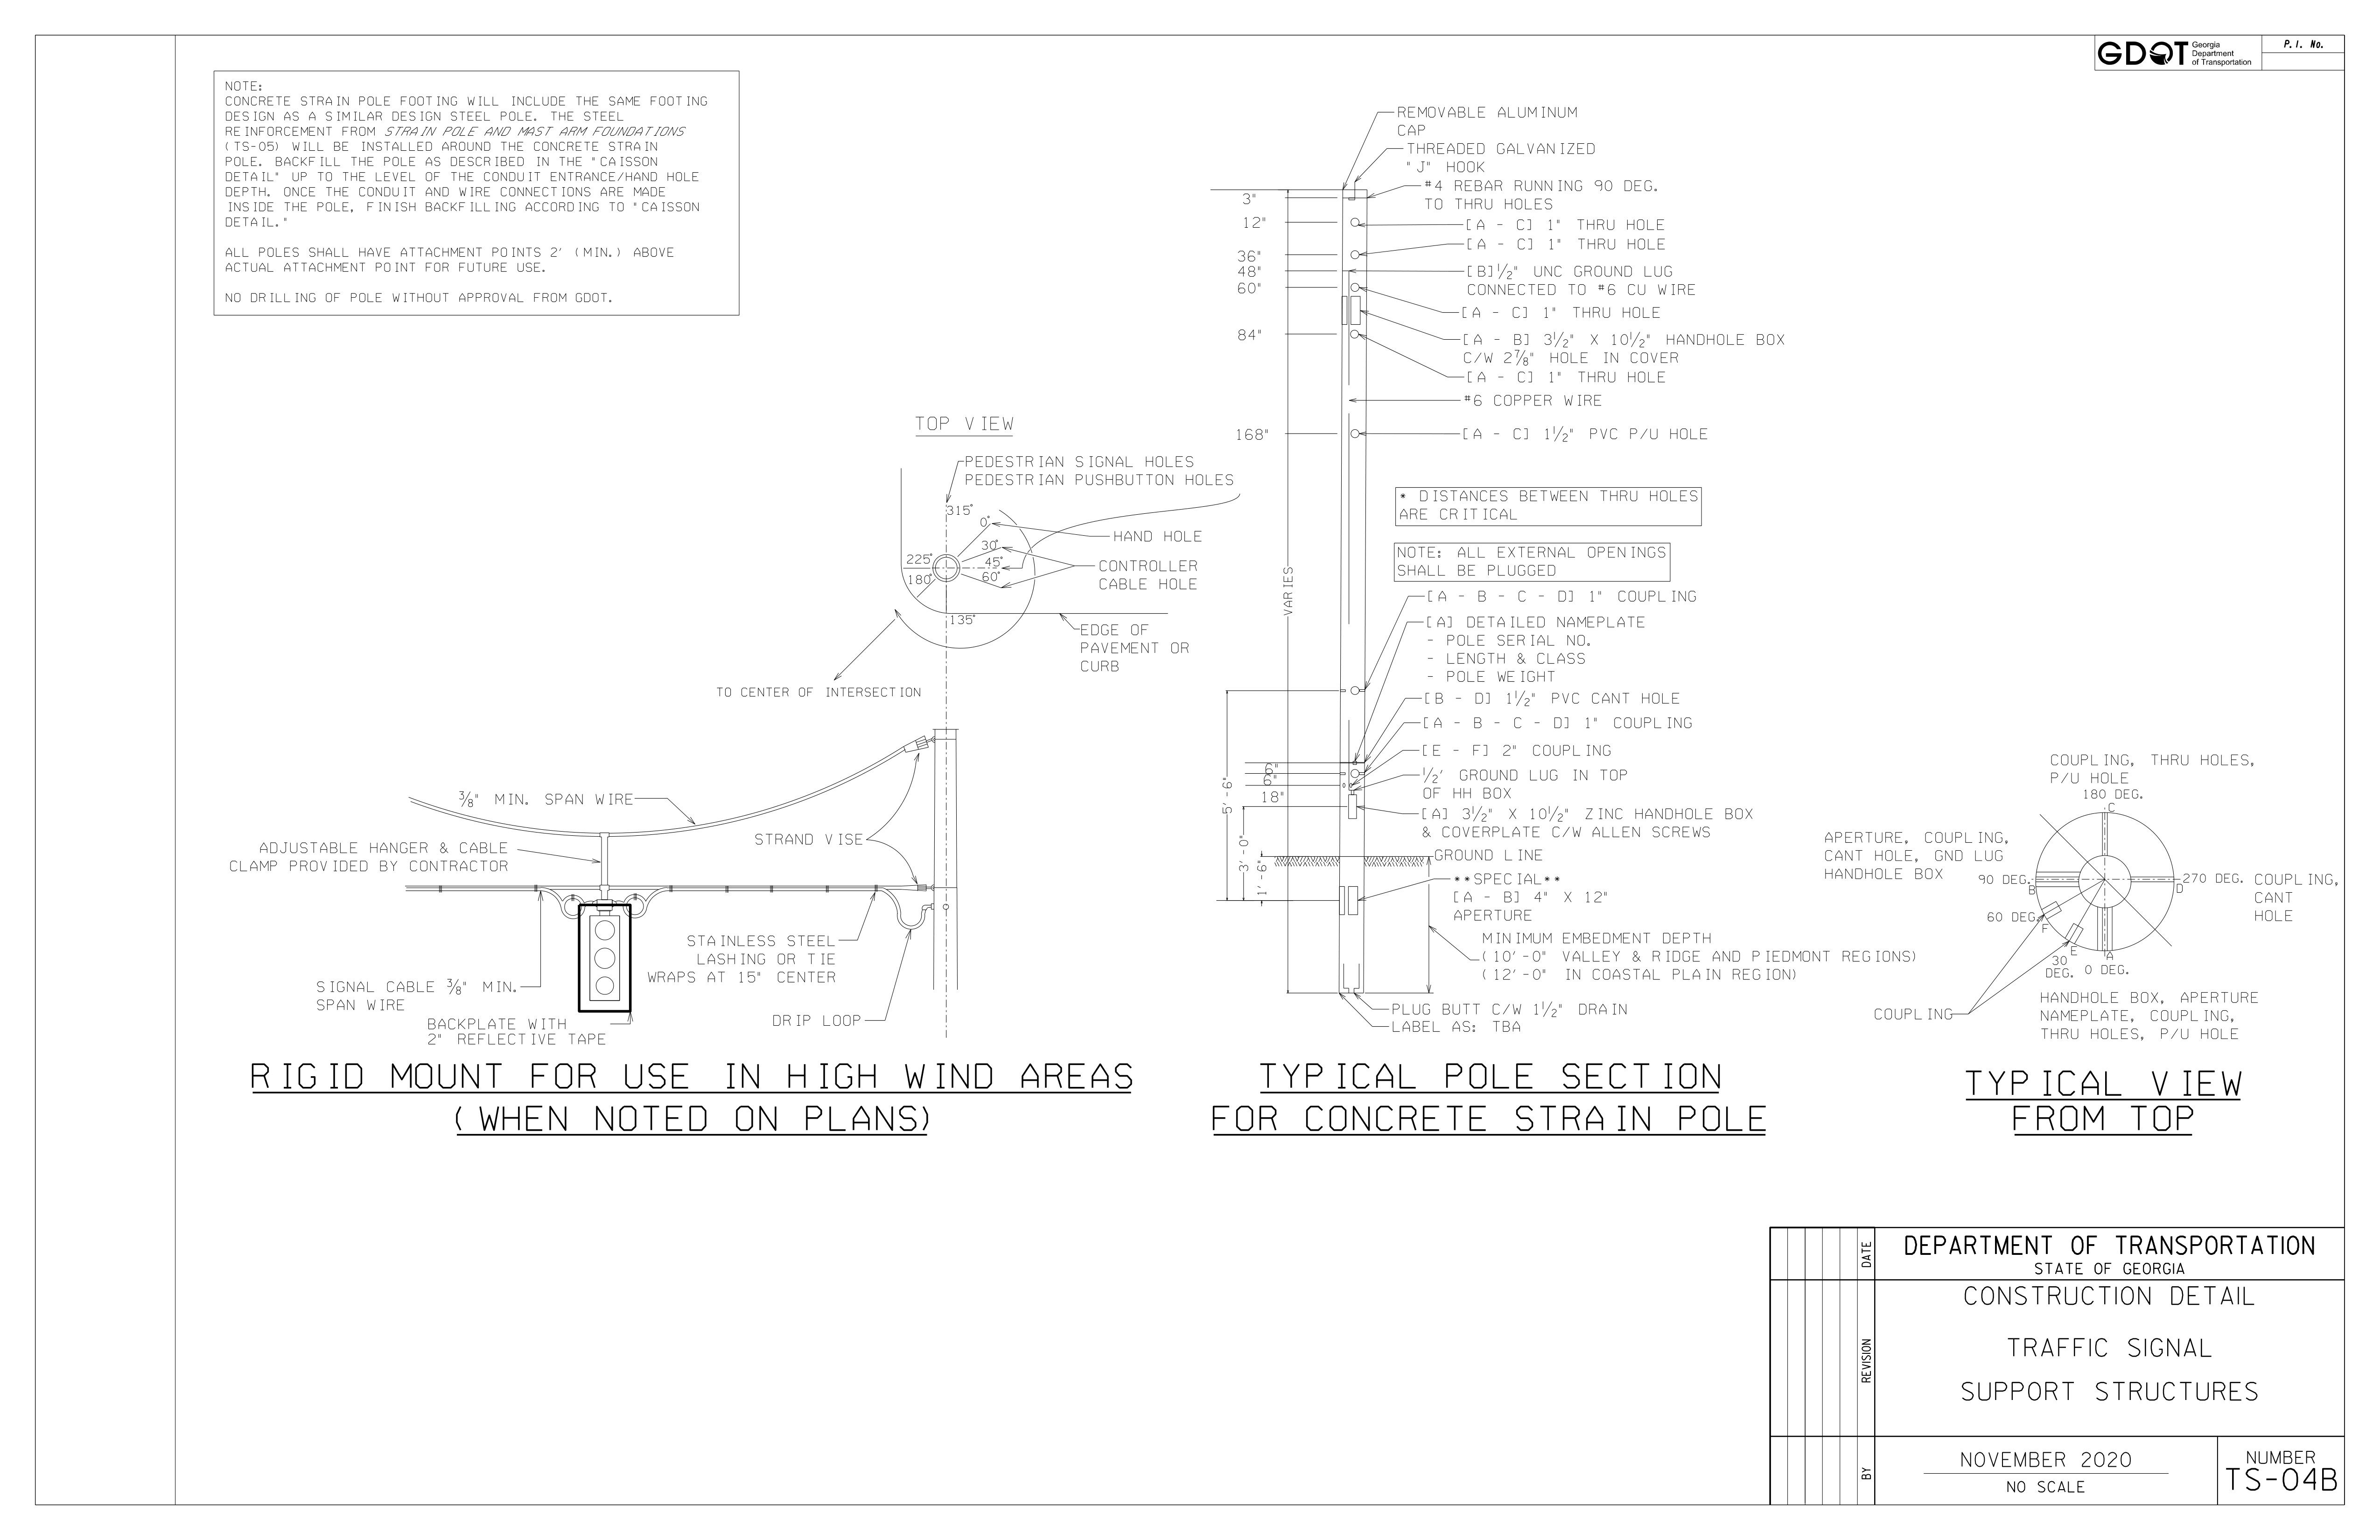 GDOT
Georgia
Department
of Transportation
P.I. No.
NOTE:
CONCRETE STRAIN POLE FOOTING WILL INCLUDE THE SAME FOOTING
DESIGN AS A SIMILAR DESIGN STEEL POLE. THE STEEL
REINFORCEMENT FROM STRAIN POLE AND MAST ARM FOUNDATIONS
(TS-05) WILL BE INSTALLED AROUND THE CONCRETE STRAIN
POLE. BACKFILL THE POLE AS DESCRIBED IN THE "CAISSON
DETAIL" UP TO THE LEVEL OF THE CONDUIT ENTRANCE/HAND HOLE
DEPTH. ONCE THE CONDUIT AND WIRE CONNECTIONS ARE MADE
INSIDE THE POLE, FINISH BACKFILLING ACCORDING TO "CAISSON
DETAIL."
ALL POLES SHALL HAVE ATTACHMENT POINTS 2' (MIN.) ABOVE
ACTUAL ATTACHMENT POINT FOR FUTURE USE.
NO DRILLING OF POLE WITHOUT APPROVAL FROM GDOT.
TOP VIEW
PEDESTRIAN SIGNAL HOLES
PEDESTRIAN PUSHBUTTON HOLES
315°
0°
HAND HOLE
30°
225°
45°
CONTROLLER
CABLE HOLE
180°
60°
135°
EDGE OF
PAVEMENT OR
CURB
TO CENTER OF INTERSECTION
3/8" MIN. SPAN WIRE
STRAND VISE
ADJUSTABLE HANGER & CABLE
CLAMP PROVIDED BY CONTRACTOR
STAINLESS STEEL
LASHING OR TIE
WRAPS AT 15" CENTER
SIGNAL CABLE 3/8" MIN.
SPAN WIRE
BACKPLATE WITH
2" REFLECTIVE TAPE
DRIP LOOP
RIGID MOUNT FOR USE IN HIGH WIND AREAS
(WHEN NOTED ON PLANS)
REMOVABLE ALUMINUM
CAP
THREADED GALVANIZED
"J" HOOK
#4 REBAR RUNNING 90 DEG.
TO THRU HOLES
3"
12"
[A - C] 1" THRU HOLE
[A - C] 1" THRU HOLE
36"
48"
[B] 1/2" UNC GROUND LUG
CONNECTED TO #6 CU WIRE
60"
[A - C] 1" THRU HOLE
84"
[A - B] 3 1/2" X 10 1/2" HANDHOLE BOX
C/W 2 7/8" HOLE IN COVER
[A - C] 1" THRU HOLE
#6 COPPER WIRE
168"
[A - C] 1 1/2" PVC P/U HOLE
* DISTANCES BETWEEN THRU HOLES
ARE CRITICAL
NOTE: ALL EXTERNAL OPENINGS
SHALL BE PLUGGED
VARIES
[A - B - C - D] 1" COUPLING
[A] DETAILED NAMEPLATE
- POLE SERIAL NO.
- LENGTH & CLASS
- POLE WEIGHT
[B - D] 1 1/2" PVC CANT HOLE
[A - B - C - D] 1" COUPLING
[E - F] 2" COUPLING
6"
6"
18"
1/2' GROUND LUG IN TOP
OF HH BOX
[A] 3 1/2" X 10 1/2" ZINC HANDHOLE BOX
& COVERPLATE C/W ALLEN SCREWS
5'-6"
3'-0"
1'-6"
GROUND LINE
**SPECIAL**
[A - B] 4" X 12"
APERTURE
MINIMUM EMBEDMENT DEPTH
(10'-0" VALLEY & RIDGE AND PIEDMONT REGIONS)
(12'-0" IN COASTAL PLAIN REGION)
PLUG BUTT C/W 1 1/2" DRAIN
LABEL AS: TBA
TYPICAL POLE SECTION
FOR CONCRETE STRAIN POLE
COUPLING, THRU HOLES,
P/U HOLE
180 DEG.
C
APERTURE, COUPLING,
CANT HOLE, GND LUG
HANDHOLE BOX
90 DEG.
B
270 DEG.
D
COUPLING,
CANT
HOLE
60 DEG.
F
E
30
DEG.
A
0 DEG.
COUPLING
HANDHOLE BOX, APERTURE
NAMEPLATE, COUPLING,
THRU HOLES, P/U HOLE
TYPICAL VIEW
FROM TOP
DATE
REVISION
BY
DEPARTMENT OF TRANSPORTATION
STATE OF GEORGIA
CONSTRUCTION DETAIL
TRAFFIC SIGNAL
SUPPORT STRUCTURES
NOVEMBER 2020
NO SCALE
NUMBER
TS-04B